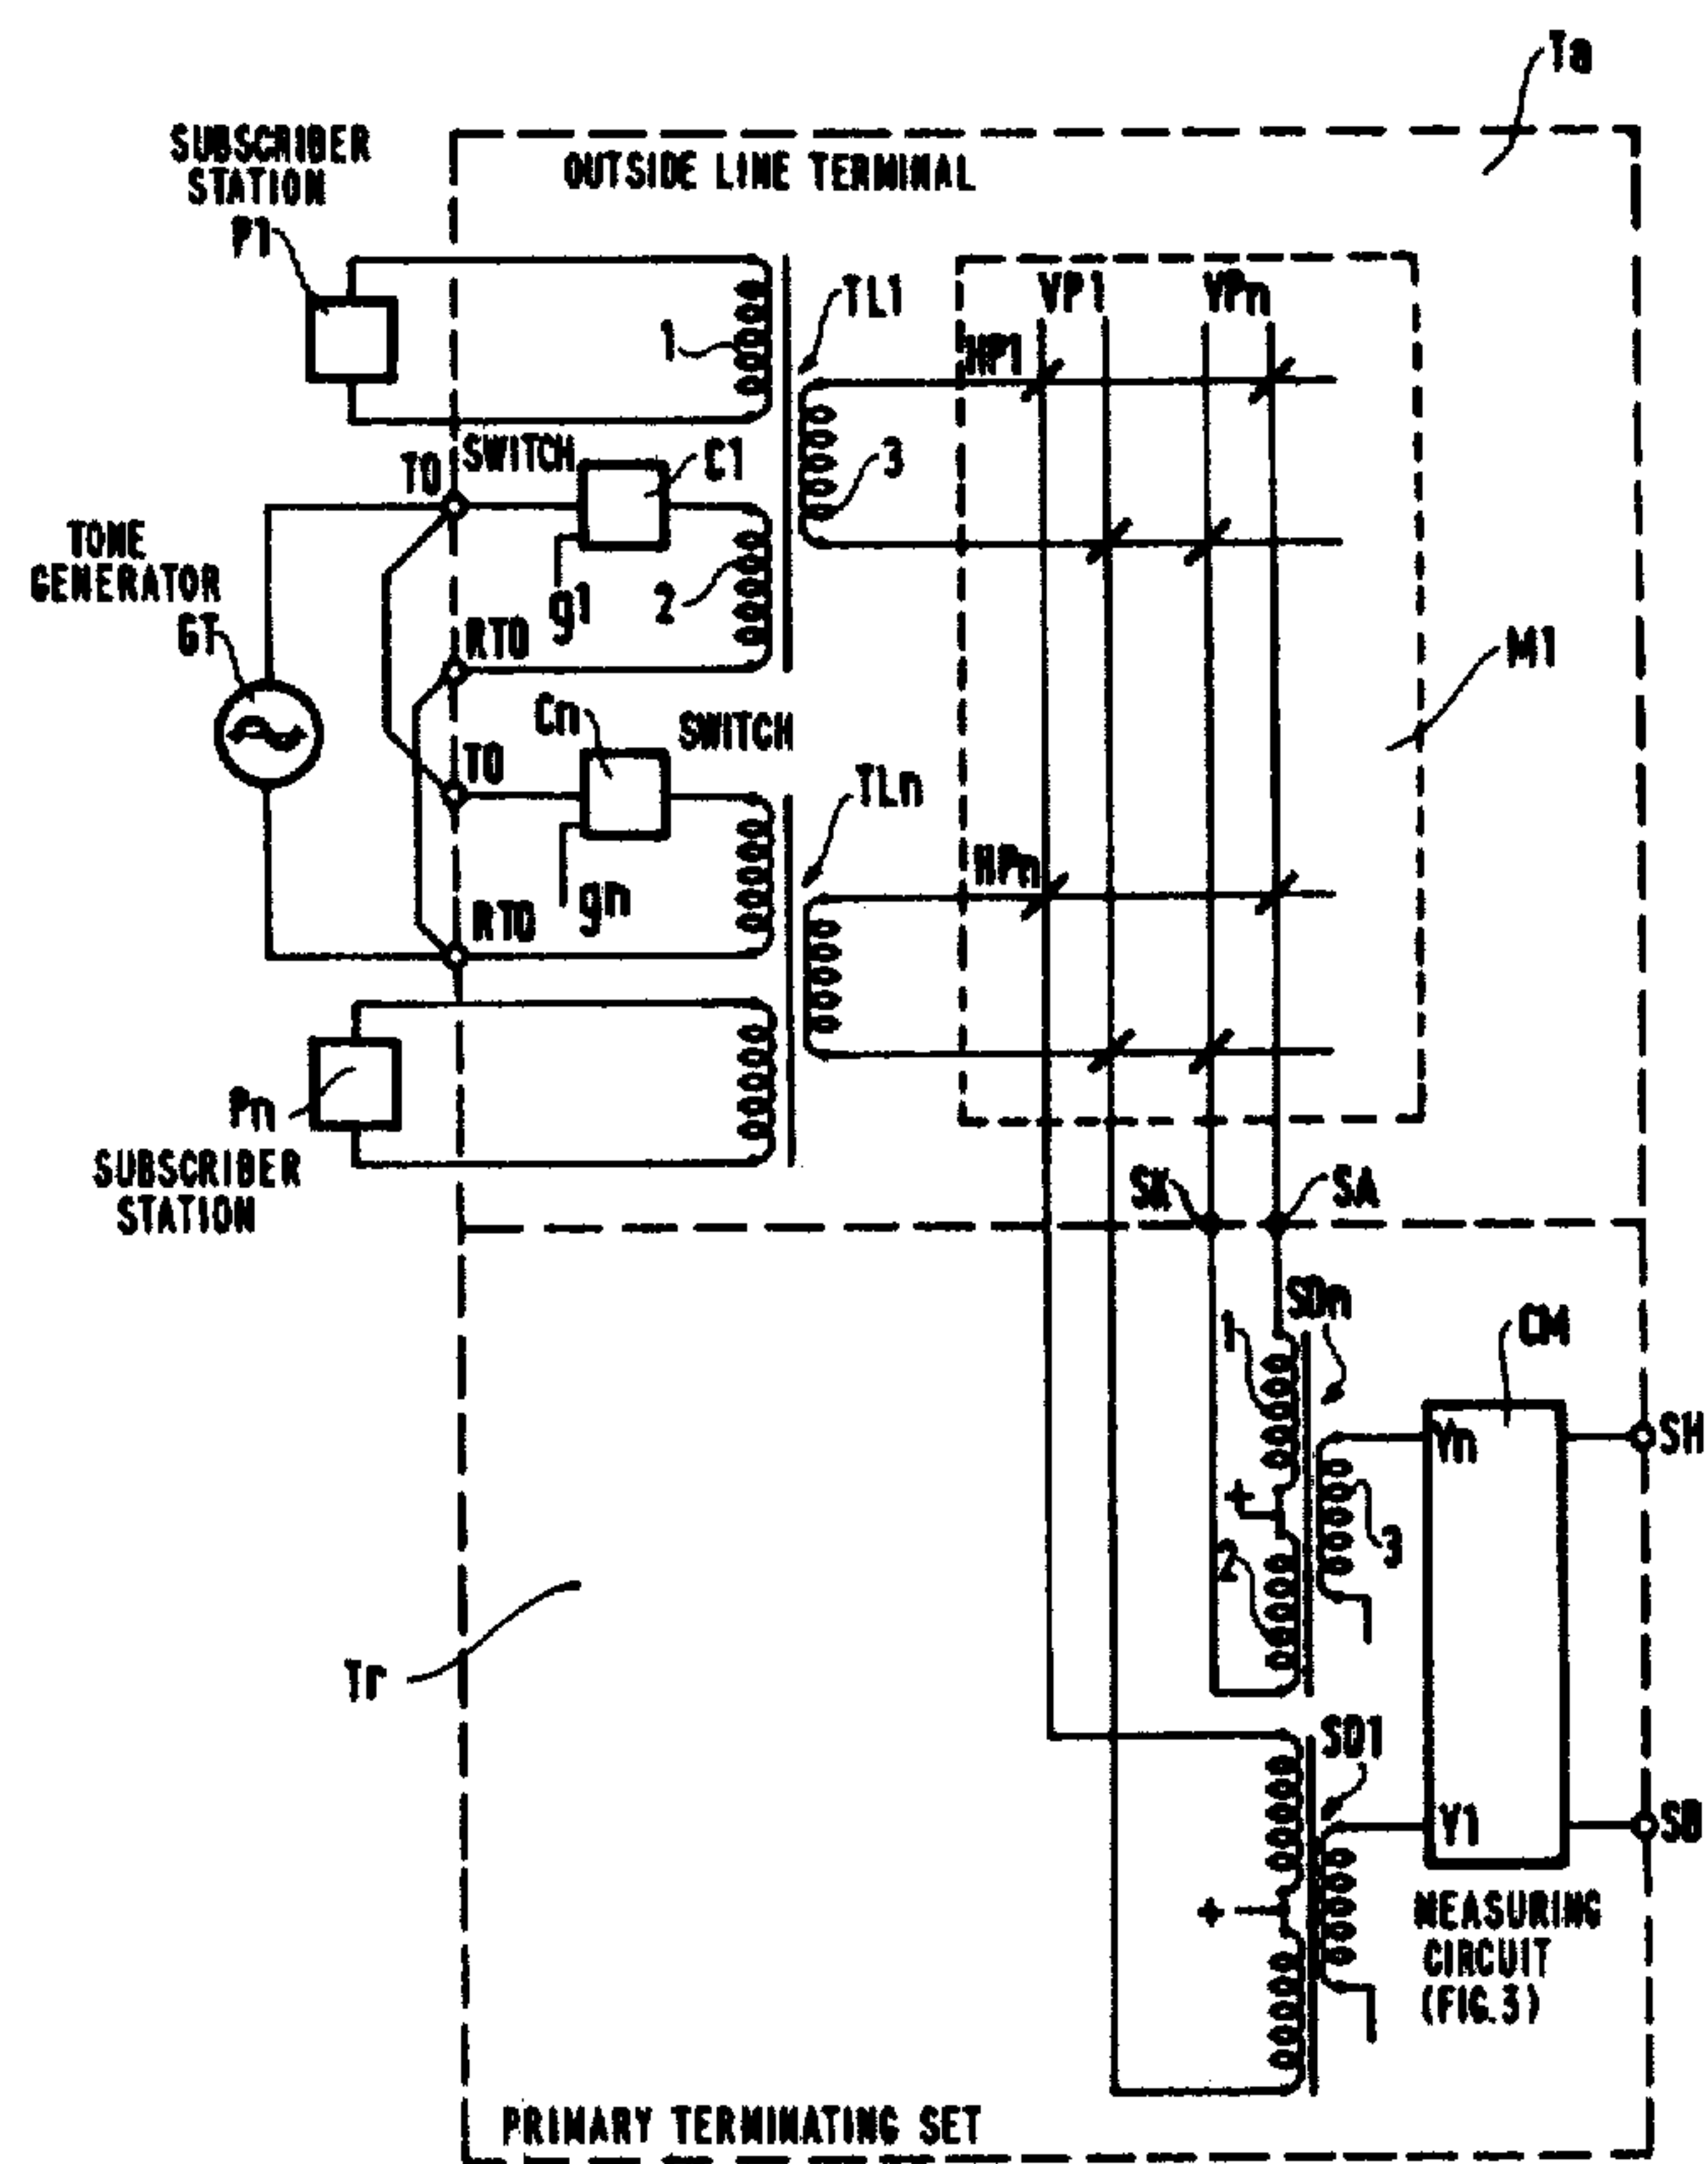 Ta
SUBSCRIBER
STATION
P1
OUTSIDE LINE TERMINAL
TL1
VP1
VPn
1
HP1
SWITCH
C1
TO
3
TONE
GENERATOR
GT
g1
2
RTO
M1
Cn
SWITCH
TO
TLn
HPn
gn
RTO
Pn
SUBSCRIBER
STATION
SX
SA
SDn
1
CM
Yn
SH
+
2
3
Tr
SD1
Y1
SB
+
MEASURING
CIRCUIT
(FIG.3)
PRIMARY TERMINATING SET